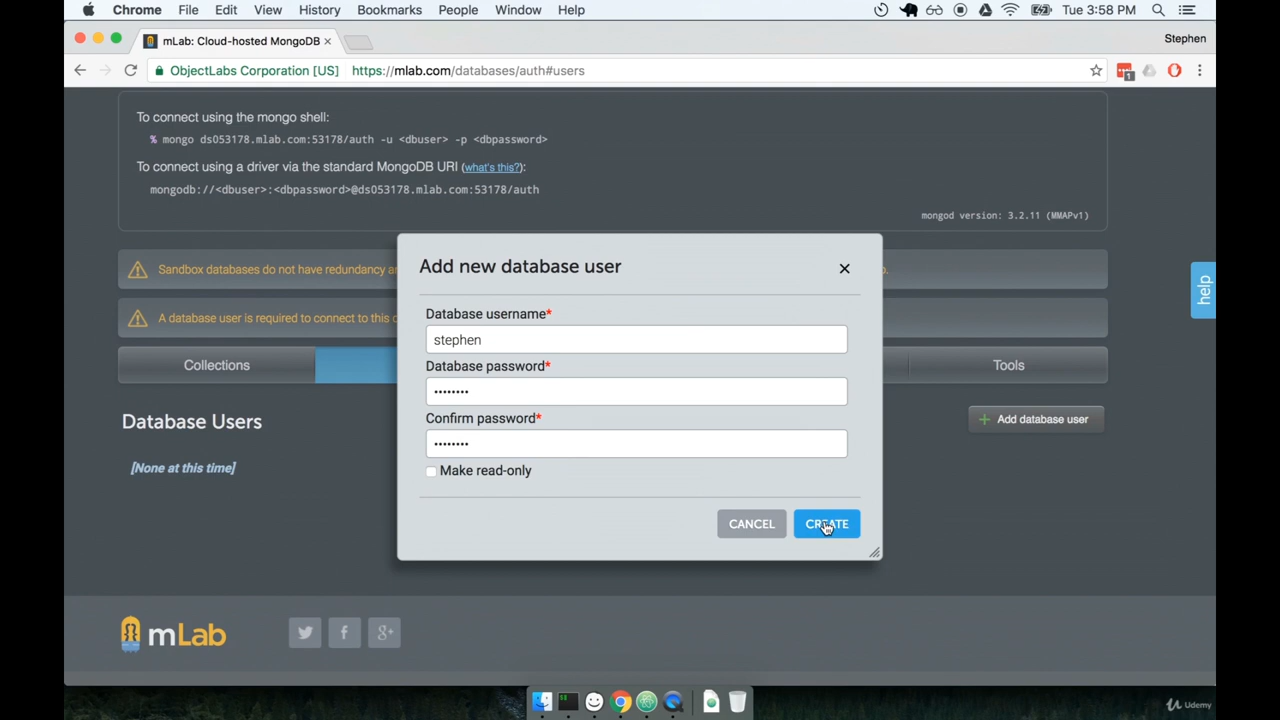 Chrome File Edit View History Bookmarks People Window Help Tue 3:58 PM
mLab: Cloud-hosted MongoDB × Stephen
ObjectLabs Corporation [US] https://mlab.com/databases/auth#users 1
To connect using the mongo shell:
% mongo ds053178.mlab.com:53178/auth -u <dbuser> -p <dbpassword>
To connect using a driver via the standard MongoDB URI (what's this?):
mongodb://<dbuser>:<dbpassword>@ds053178.mlab.com:53178/auth
mongod version: 3.2.11 (MMAPv1)
Sandbox databases do not have redundancy
A database user is required to connect to this
help
Add new database user ×
Database username*
stephen
Database password*
••••••••
Confirm password*
••••••••
Make read-only
CANCEL CREATE
Collections Tools
Database Users + Add database user
[None at this time]
mLab
Udemy